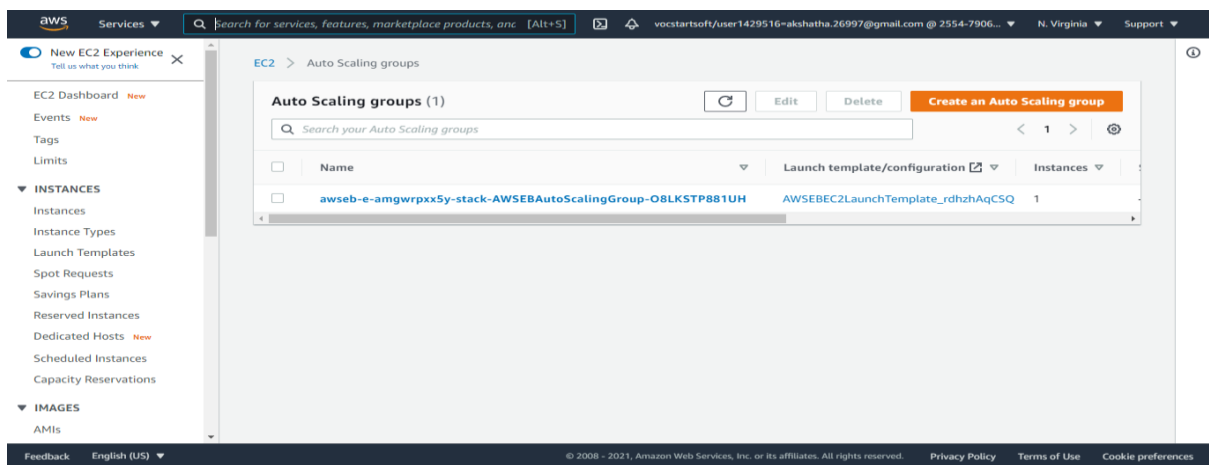 aws Services ▼ Search for services, features, marketplace products, anc [Alt+S] vocstartsoft/user1429516=akshatha.26997@gmail.com @ 2554-7906... ▼ N. Virginia ▼ Support ▼
New EC2 Experience
Tell us what you think
EC2 Dashboard New
Events New
Tags
Limits
▼ INSTANCES
Instances
Instance Types
Launch Templates
Spot Requests
Savings Plans
Reserved Instances
Dedicated Hosts New
Scheduled Instances
Capacity Reservations
▼ IMAGES
AMIs
EC2 > Auto Scaling groups
Auto Scaling groups (1) Edit Delete Create an Auto Scaling group
Search your Auto Scaling groups < 1 >
Name Launch template/configuration Instances
awseb-e-amgwrpxx5y-stack-AWSEBAutoScalingGroup-O8LKSTP881UH AWSEBEC2LaunchTemplate_rdhzhAqCSQ 1
Feedback English (US) ▼ © 2008 - 2021, Amazon Web Services, Inc. or its affiliates. All rights reserved. Privacy Policy Terms of Use Cookie preferences